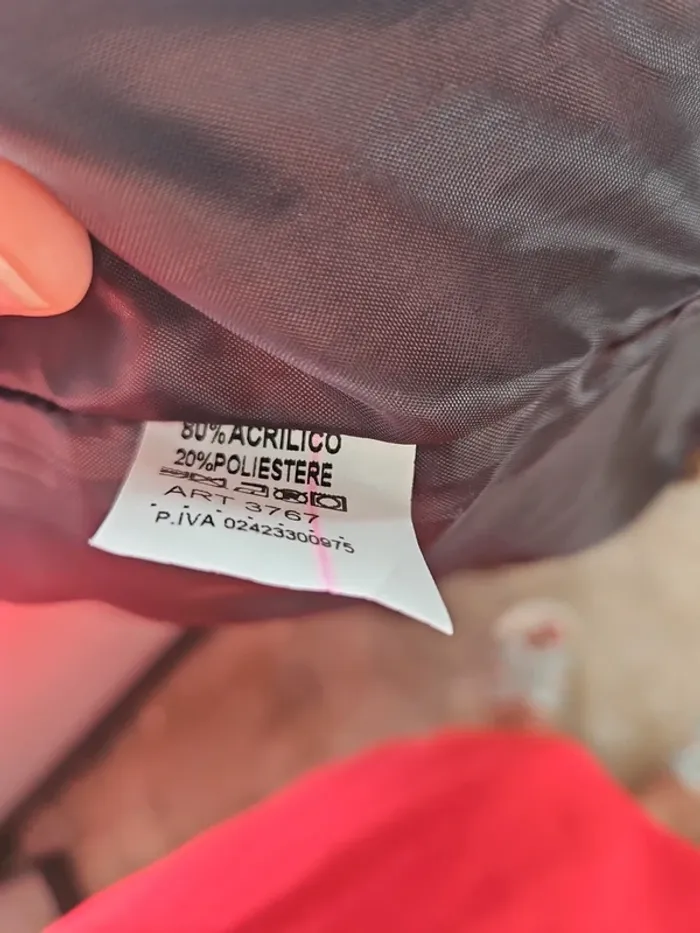 80% ACRILICO
20%POLIESTERE
ART 3767
P.IVA 02423300975